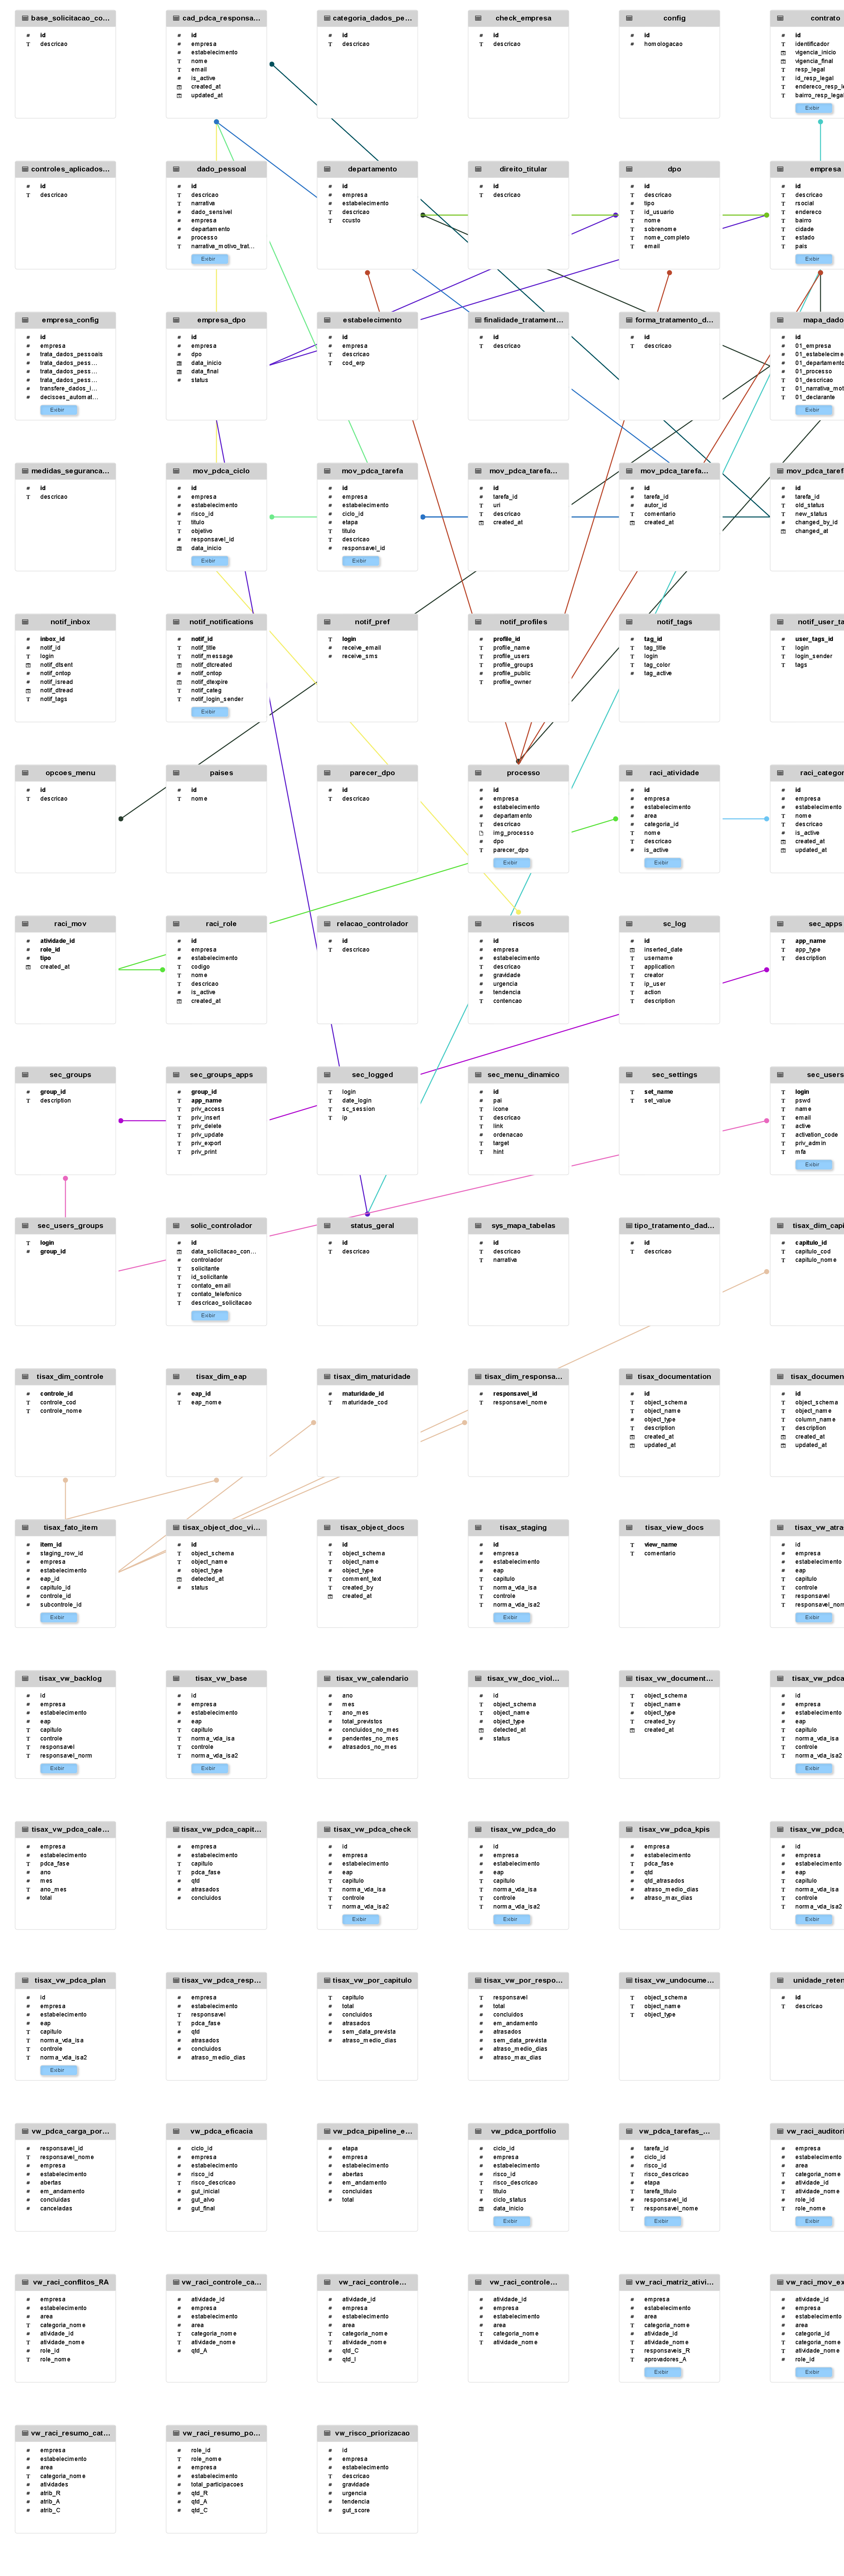 base_solicitacao_co...
id
descricao
cad_pdca_responsa...
id
empresa
estabelecimento
nome
email
is_active
created_at
updated_at
categoria_dados_pe...
id
descricao
check_empresa
id
descricao
config
id
homologacao
contrato
id
identificador
vigencia_inicio
vigencia_final
resp_legal
id_resp_legal
endereco_resp_le
bairro_resp_legal
Exibir
controles_aplicados...
id
descricao
dado_pessoal
id
descricao
narrativa
dado_sensivel
empresa
departamento
processo
narrativa_motivo_trat...
Exibir
departamento
id
empresa
estabelecimento
descricao
ccusto
direito_titular
id
descricao
dpo
id
descricao
tipo
id_usuario
nome
sobrenome
nome_completo
email
empresa
id
descricao
rsocial
endereco
bairro
cidade
estado
pais
Exibir
empresa_config
id
empresa
trata_dados_pessoais
trata_dados_pess...
trata_dados_pess...
trata_dados_pess...
transfere_dados_i...
decisoes_automat...
Exibir
empresa_dpo
id
empresa
dpo
data_inicio
data_final
status
estabelecimento
id
empresa
descricao
cod_erp
finalidade_tratament...
id
descricao
forma_tratamento_d...
id
descricao
mapa_dado
id
01_empresa
01_estabelecime
01_departamento
01_processo
01_descricao
01_narrativa_mot
01_declarante
Exibir
medidas_seguranca...
id
descricao
mov_pdca_ciclo
id
empresa
estabelecimento
risco_id
titulo
objetivo
responsavel_id
data_inicio
Exibir
mov_pdca_tarefa
id
empresa
estabelecimento
ciclo_id
etapa
titulo
descricao
responsavel_id
Exibir
mov_pdca_tarefa...
id
tarefa_id
uri
descricao
created_at
mov_pdca_tarefa...
id
tarefa_id
autor_id
comentario
created_at
mov_pdca_taref
id
tarefa_id
old_status
new_status
changed_by_id
changed_at
notif_inbox
inbox_id
notif_id
login
notif_dtsent
notif_ontop
notif_isread
notif_dtread
notif_tags
notif_notifications
notif_id
notif_title
notif_message
notif_dtcreated
notif_ontop
notif_dtexpire
notif_categ
notif_login_sender
Exibir
notif_pref
login
receive_email
receive_sms
notif_profiles
profile_id
profile_name
profile_users
profile_groups
profile_public
profile_owner
notif_tags
tag_id
tag_title
login
tag_color
tag_active
notif_user_ta
user_tags_id
login
login_sender
tags
opcoes_menu
id
descricao
paises
id
nome
parecer_dpo
id
descricao
processo
id
empresa
estabelecimento
departamento
descricao
img_processo
dpo
parecer_dpo
Exibir
raci_atividade
id
empresa
estabelecimento
area
categoria_id
nome
descricao
is_active
Exibir
raci_categor
id
empresa
estabelecimento
nome
descricao
is_active
created_at
updated_at
raci_mov
atividade_id
role_id
tipo
created_at
raci_role
id
empresa
estabelecimento
codigo
nome
descricao
is_active
created_at
relacao_controlador
id
descricao
riscos
id
empresa
estabelecimento
descricao
gravidade
urgencia
tendencia
contencao
sc_log
id
inserted_date
username
application
creator
ip_user
action
description
sec_apps
app_name
app_type
description
sec_groups
group_id
description
sec_groups_apps
group_id
app_name
priv_access
priv_insert
priv_delete
priv_update
priv_export
priv_print
sec_logged
login
date_login
sc_session
ip
sec_menu_dinamico
id
pai
icone
descricao
link
ordenacao
target
hint
sec_settings
set_name
set_value
sec_users
login
pswd
name
email
active
activation_code
priv_admin
mfa
Exibir
sec_users_groups
login
group_id
solic_controlador
id
data_solicitacao_con...
controlador
solicitante
id_solicitante
contato_email
contato_telefonico
descricao_solicitacao
Exibir
status_geral
id
descricao
sys_mapa_tabelas
id
descricao
narrativa
tipo_tratamento_dad...
id
descricao
tisax_dim_capi
capitulo_id
capitulo_cod
capitulo_nome
tisax_dim_controle
controle_id
controle_cod
controle_nome
tisax_dim_eap
eap_id
eap_nome
tisax_dim_maturidade
maturidade_id
maturidade_cod
tisax_dim_responsa...
responsavel_id
responsavel_nome
tisax_documentation
id
object_schema
object_name
object_type
description
created_at
updated_at
tisax_documen
id
object_schema
object_name
column_name
description
created_at
updated_at
tisax_fato_item
item_id
staging_row_id
empresa
estabelecimento
eap_id
capitulo_id
controle_id
subcontrole_id
Exibir
tisax_object_doc_vi...
id
object_schema
object_name
object_type
detected_at
status
tisax_object_docs
id
object_schema
object_name
object_type
comment_text
created_by
created_at
tisax_staging
id
empresa
estabelecimento
eap
capitulo
norma_vda_isa
controle
norma_vda_isa2
Exibir
tisax_view_docs
view_name
comentario
tisax_vw_atra
id
empresa
estabelecimento
eap
capitulo
controle
responsavel
responsavel_norm
Exibir
tisax_vw_backlog
id
empresa
estabelecimento
eap
capitulo
controle
responsavel
responsavel_norm
Exibir
tisax_vw_base
id
empresa
estabelecimento
eap
capitulo
norma_vda_isa
controle
norma_vda_isa2
Exibir
tisax_vw_calendario
ano
mes
ano_mes
total_previstos
concluidos_no_mes
pendentes_no_mes
atrasados_no_mes
tisax_vw_doc_viol...
id
object_schema
object_name
object_type
detected_at
status
tisax_vw_document...
object_schema
object_name
object_type
created_by
created_at
tisax_vw_pdca
id
empresa
estabelecimento
eap
capitulo
norma_vda_isa
controle
norma_vda_isa2
Exibir
tisax_vw_pdca_cale...
empresa
estabelecimento
pdca_fase
ano
mes
ano_mes
total
tisax_vw_pdca_capit...
empresa
estabelecimento
capitulo
pdca_fase
qtd
atrasados
concluidos
tisax_vw_pdca_check
id
empresa
estabelecimento
eap
capitulo
norma_vda_isa
controle
norma_vda_isa2
Exibir
tisax_vw_pdca_do
id
empresa
estabelecimento
eap
capitulo
norma_vda_isa
controle
norma_vda_isa2
Exibir
tisax_vw_pdca_kpis
empresa
estabelecimento
pdca_fase
qtd
qtd_atrasados
atraso_medio_dias
atraso_max_dias
tisax_vw_pdca_
id
empresa
estabelecimento
eap
capitulo
norma_vda_isa
controle
norma_vda_isa2
Exibir
tisax_vw_pdca_plan
id
empresa
estabelecimento
eap
capitulo
norma_vda_isa
controle
norma_vda_isa2
Exibir
tisax_vw_pdca_resp...
empresa
estabelecimento
responsavel
pdca_fase
qtd
atrasados
concluidos
atraso_medio_dias
tisax_vw_por_capitulo
capitulo
total
concluidos
atrasados
sem_data_prevista
atraso_medio_dias
tisax_vw_por_respo...
responsavel
total
concluidos
em_andamento
atrasados
sem_data_prevista
atraso_medio_dias
atraso_max_dias
tisax_vw_undocume...
object_schema
object_name
object_type
unidade_reten
id
descricao
vw_pdca_carga_por...
responsavel_id
responsavel_nome
empresa
estabelecimento
abertas
em_andamento
concluidas
canceladas
vw_pdca_eficacia
ciclo_id
empresa
estabelecimento
risco_id
risco_descricao
gut_inicial
gut_alvo
gut_final
vw_pdca_pipeline_e...
etapa
empresa
estabelecimento
abertas
em_andamento
concluidas
total
vw_pdca_portfolio
ciclo_id
empresa
estabelecimento
risco_id
risco_descricao
titulo
ciclo_status
data_inicio
Exibir
vw_pdca_tarefas_...
tarefa_id
ciclo_id
risco_id
risco_descricao
etapa
tarefa_titulo
responsavel_id
responsavel_nome
Exibir
vw_raci_auditori
empresa
estabelecimento
area
categoria_nome
atividade_id
atividade_nome
role_id
role_nome
Exibir
vw_raci_conflitos_RA
empresa
estabelecimento
area
categoria_nome
atividade_id
atividade_nome
role_id
role_nome
vw_raci_controle_ca...
atividade_id
empresa
estabelecimento
area
categoria_nome
atividade_nome
qtd_A
vw_raci_controle...
atividade_id
empresa
estabelecimento
area
categoria_nome
atividade_nome
qtd_C
qtd_I
vw_raci_controle...
atividade_id
empresa
estabelecimento
area
categoria_nome
atividade_nome
vw_raci_matriz_ativi...
empresa
estabelecimento
area
categoria_nome
atividade_id
atividade_nome
responsaveis_R
aprovadores_A
Exibir
vw_raci_mov_ex
atividade_id
empresa
estabelecimento
area
categoria_id
categoria_nome
atividade_nome
role_id
Exibir
vw_raci_resumo_cat...
empresa
estabelecimento
area
categoria_nome
atividades
atrib_R
atrib_A
atrib_C
vw_raci_resumo_po...
role_id
role_nome
empresa
estabelecimento
total_participacoes
qtd_R
qtd_A
qtd_C
vw_risco_priorizacao
id
empresa
estabelecimento
descricao
gravidade
urgencia
tendencia
gut_score